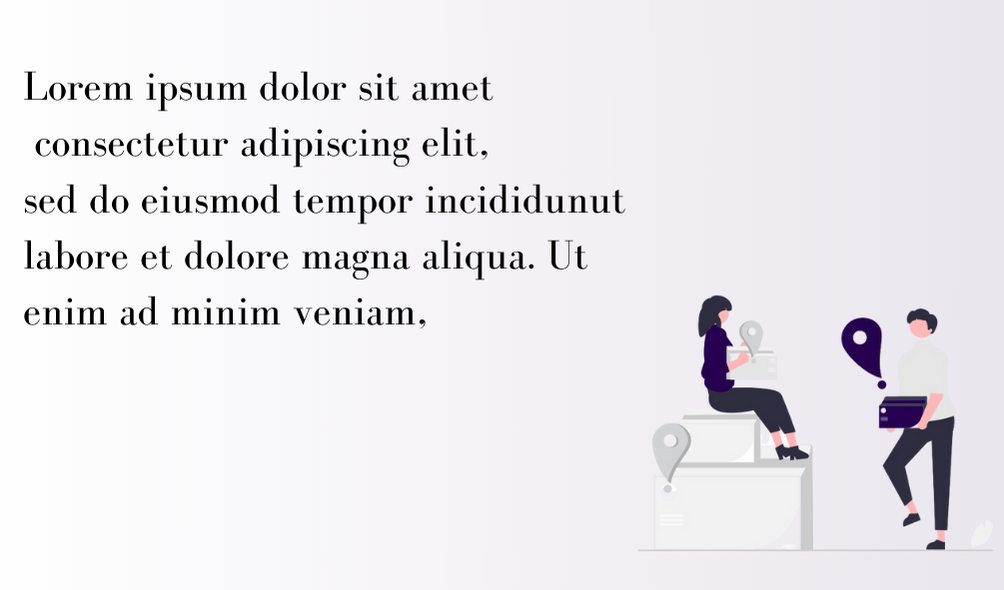 Lorem ipsum dolor sit amet
consectetur adipiscing elit,
sed do eiusmod tempor incididunut
labore et dolore magna aliqua. Ut
enim ad minim veniam,